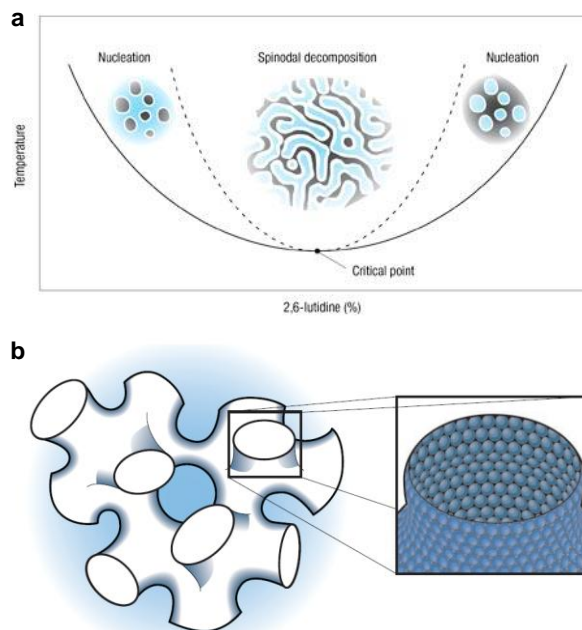 a
Nucleation
Spinodal decomposition
Nucleation
Temperature
Critical point
2,6-lutidine (%)
b